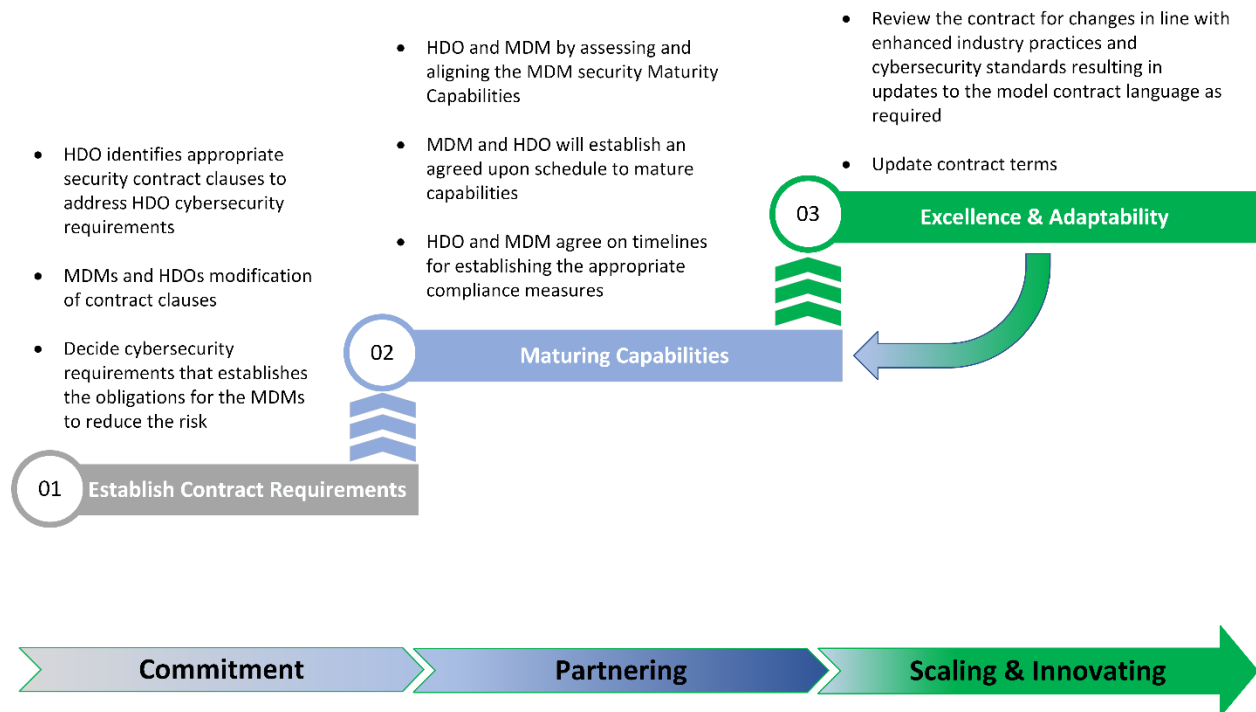 • HDO identifies appropriate
security contract clauses to
address HDO cybersecurity
requirements
• MDMs and HDOs modification
of contract clauses
• Decide cybersecurity
requirements that establishes
the obligations for the MDMs
to reduce the risk
01
Establish Contract Requirements
• HDO and MDM by assessing and
aligning the MDM security Maturity
Capabilities
• MDM and HDO will establish an
agreed upon schedule to mature
capabilities
• HDO and MDM agree on timelines
for establishing the appropriate
compliance measures
02
Maturing Capabilities
• Review the contract for changes in line with
enhanced industry practices and
cybersecurity standards resulting in
updates to the model contract language as
required
• Update contract terms
03
Excellence & Adaptability
Commitment
Partnering
Scaling & Innovating